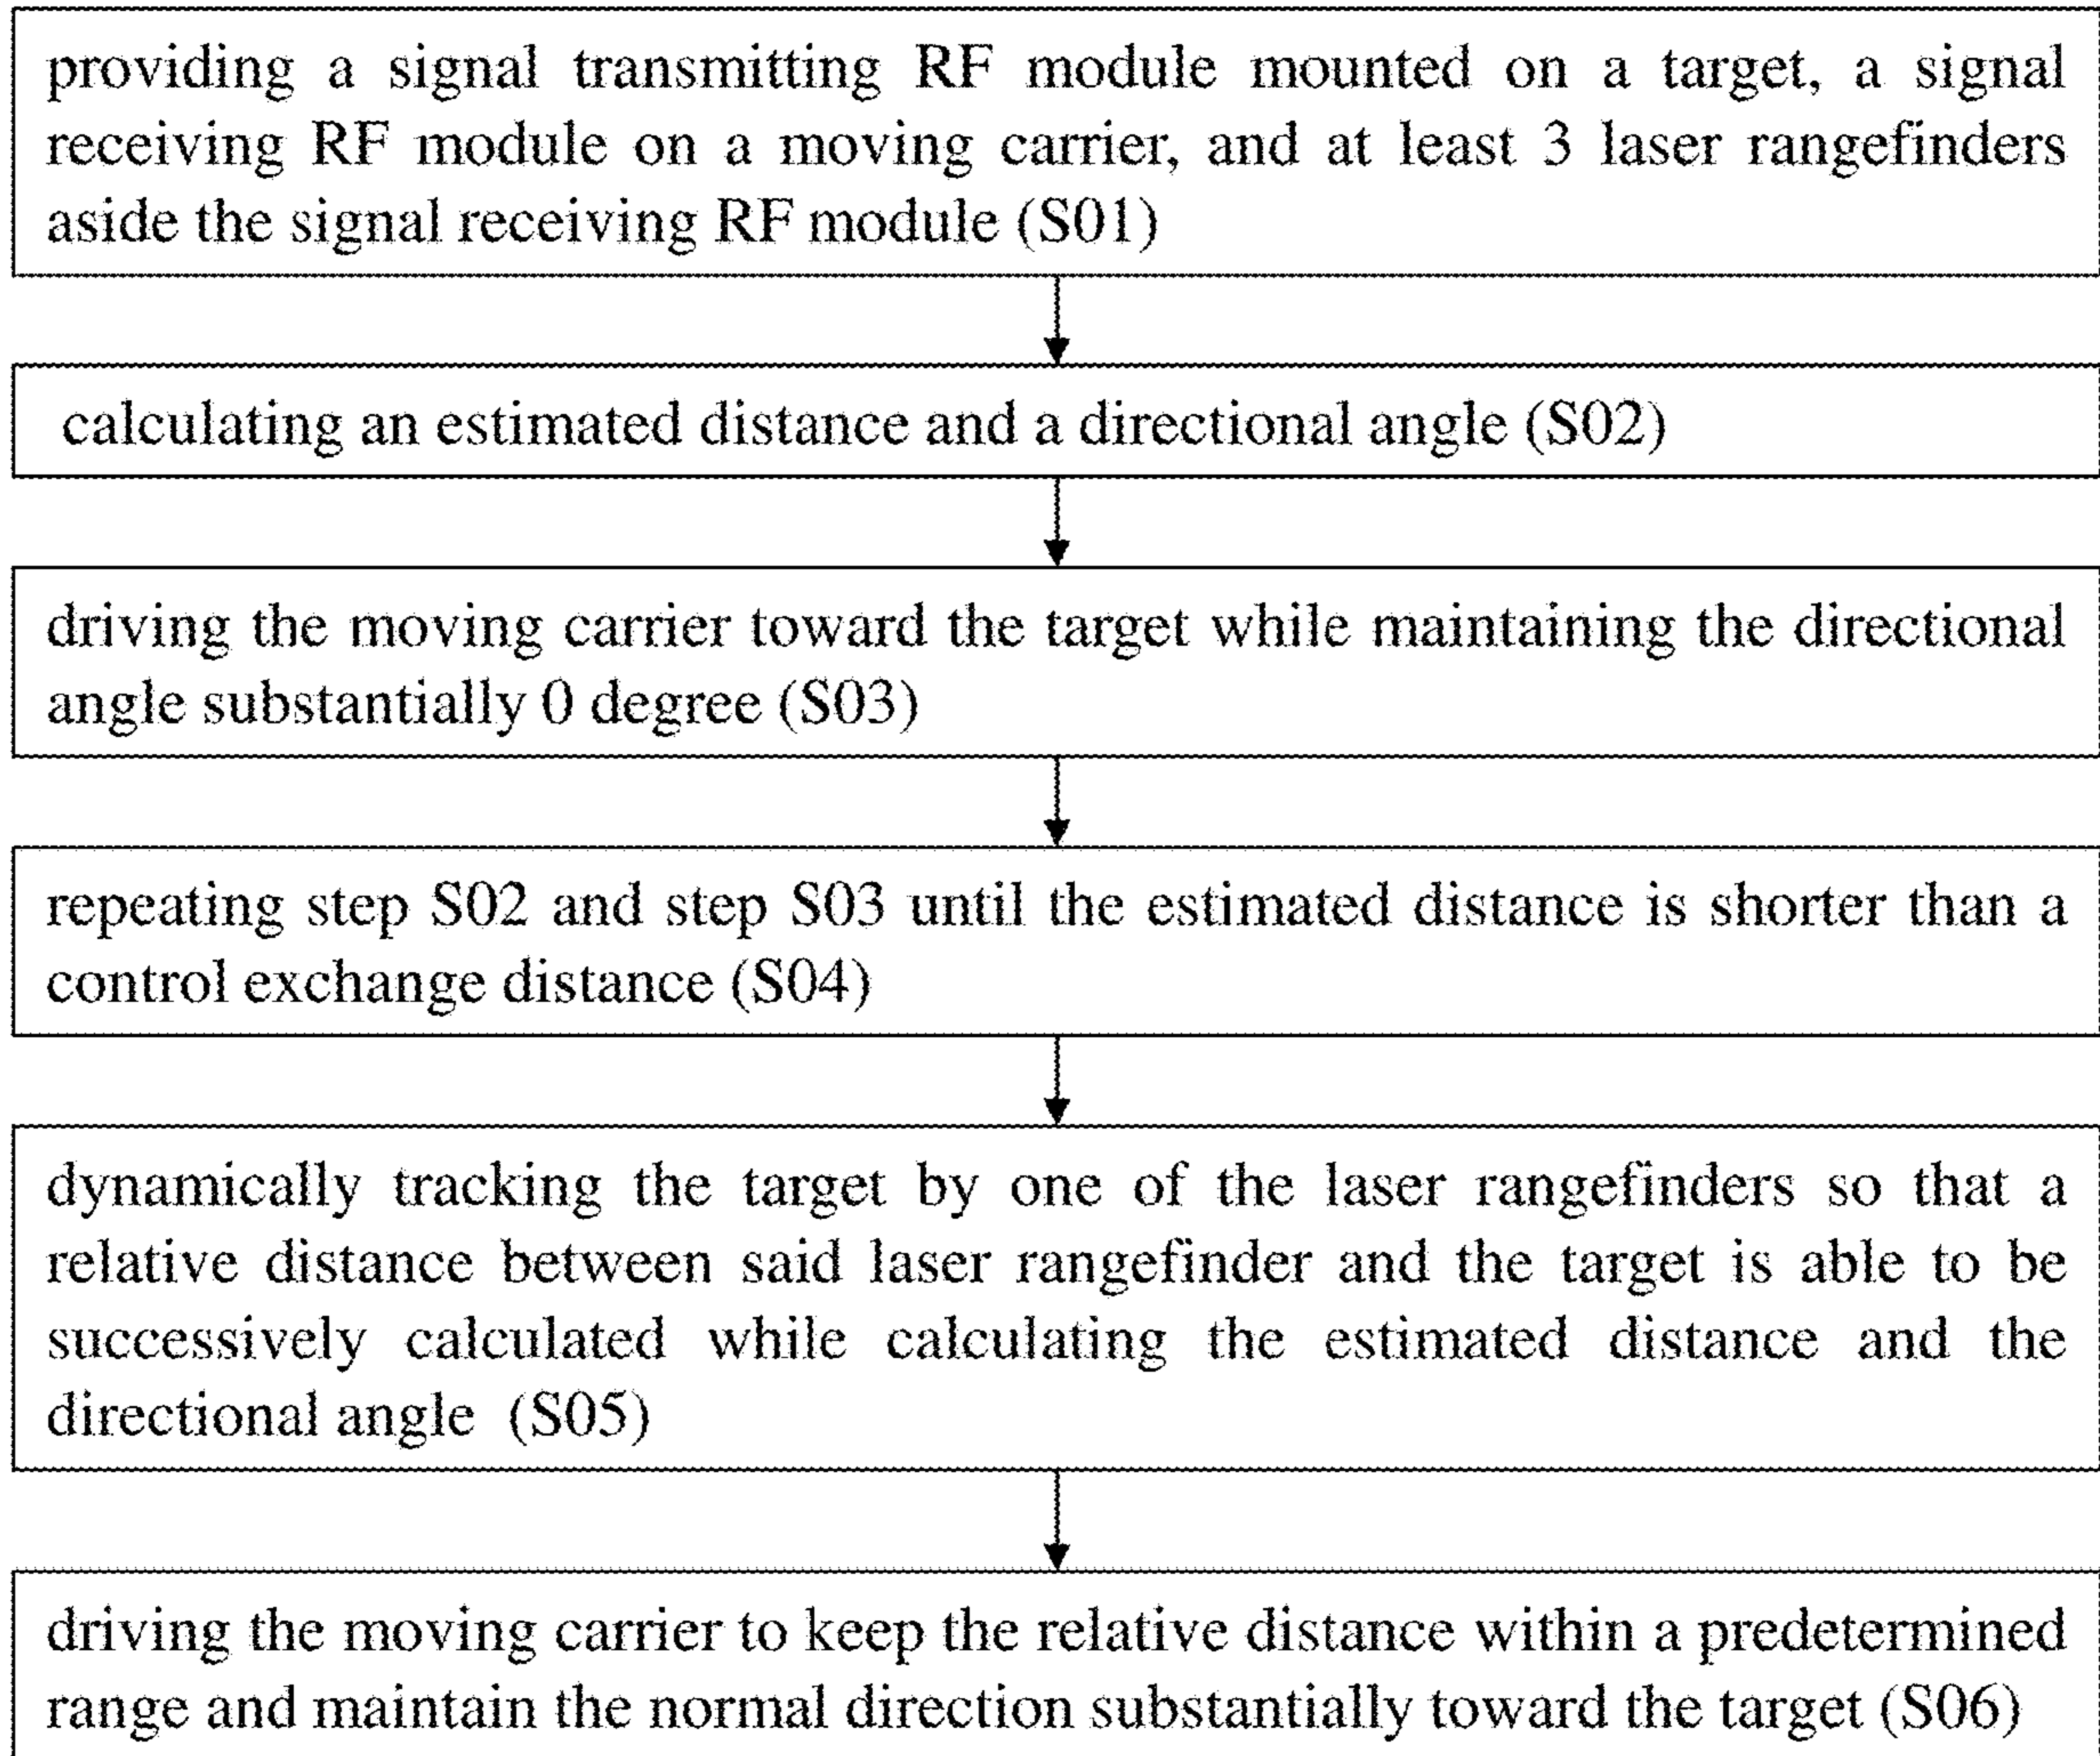 providing a signal transmitting RF module mounted on a target, a signal
receiving RF module on a moving carrier, and at least 3 laser rangefinders
aside the signal receiving RF module (S01)
calculating an estimated distance and a directional angle (S02)
driving the moving carrier toward the target while maintaining the directional
angle substantially 0 degree (S03)
repeating step S02 and step S03 until the estimated distance is shorter than a
control exchange distance (S04)
dynamically tracking the target by one of the laser rangefinders so that a
relative distance between said laser rangefinder and the target is able to be
successively calculated while calculating the estimated distance and the
directional angle (S05)
driving the moving carrier to keep the relative distance within a predetermined
range and maintain the normal direction substantially toward the target (S06)